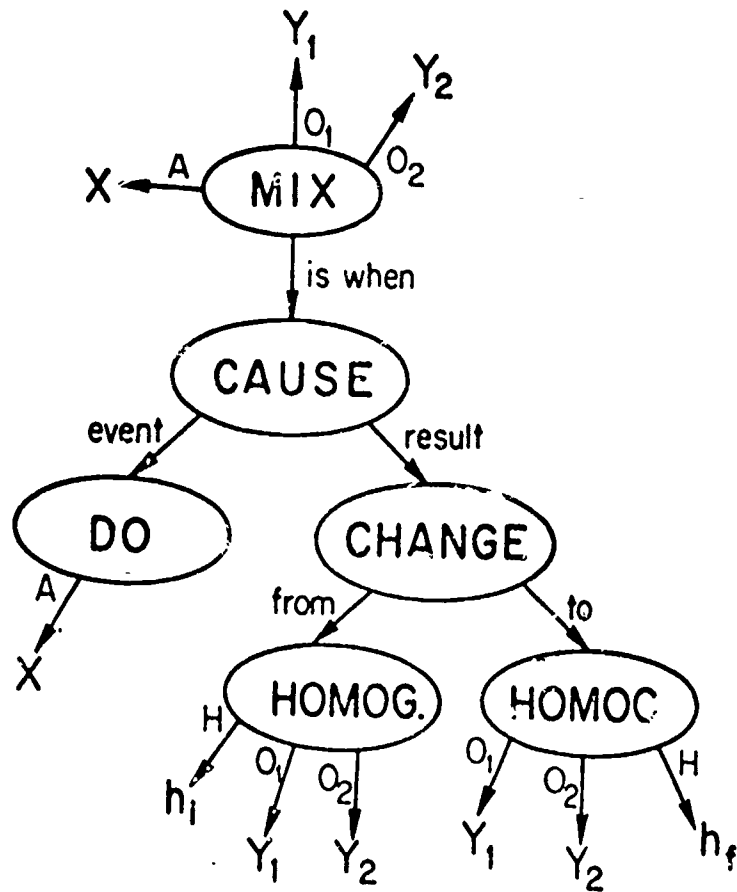 Y1
Y2
O1
O2
A
X
MIX
is when
CAUSE
event
result
DO
CHANGE
A
from
to
X
HOMOG.
HOMOC
H
O1
O2
O1
O2
H
hi
Y1
Y2
Y1
Y2
hf